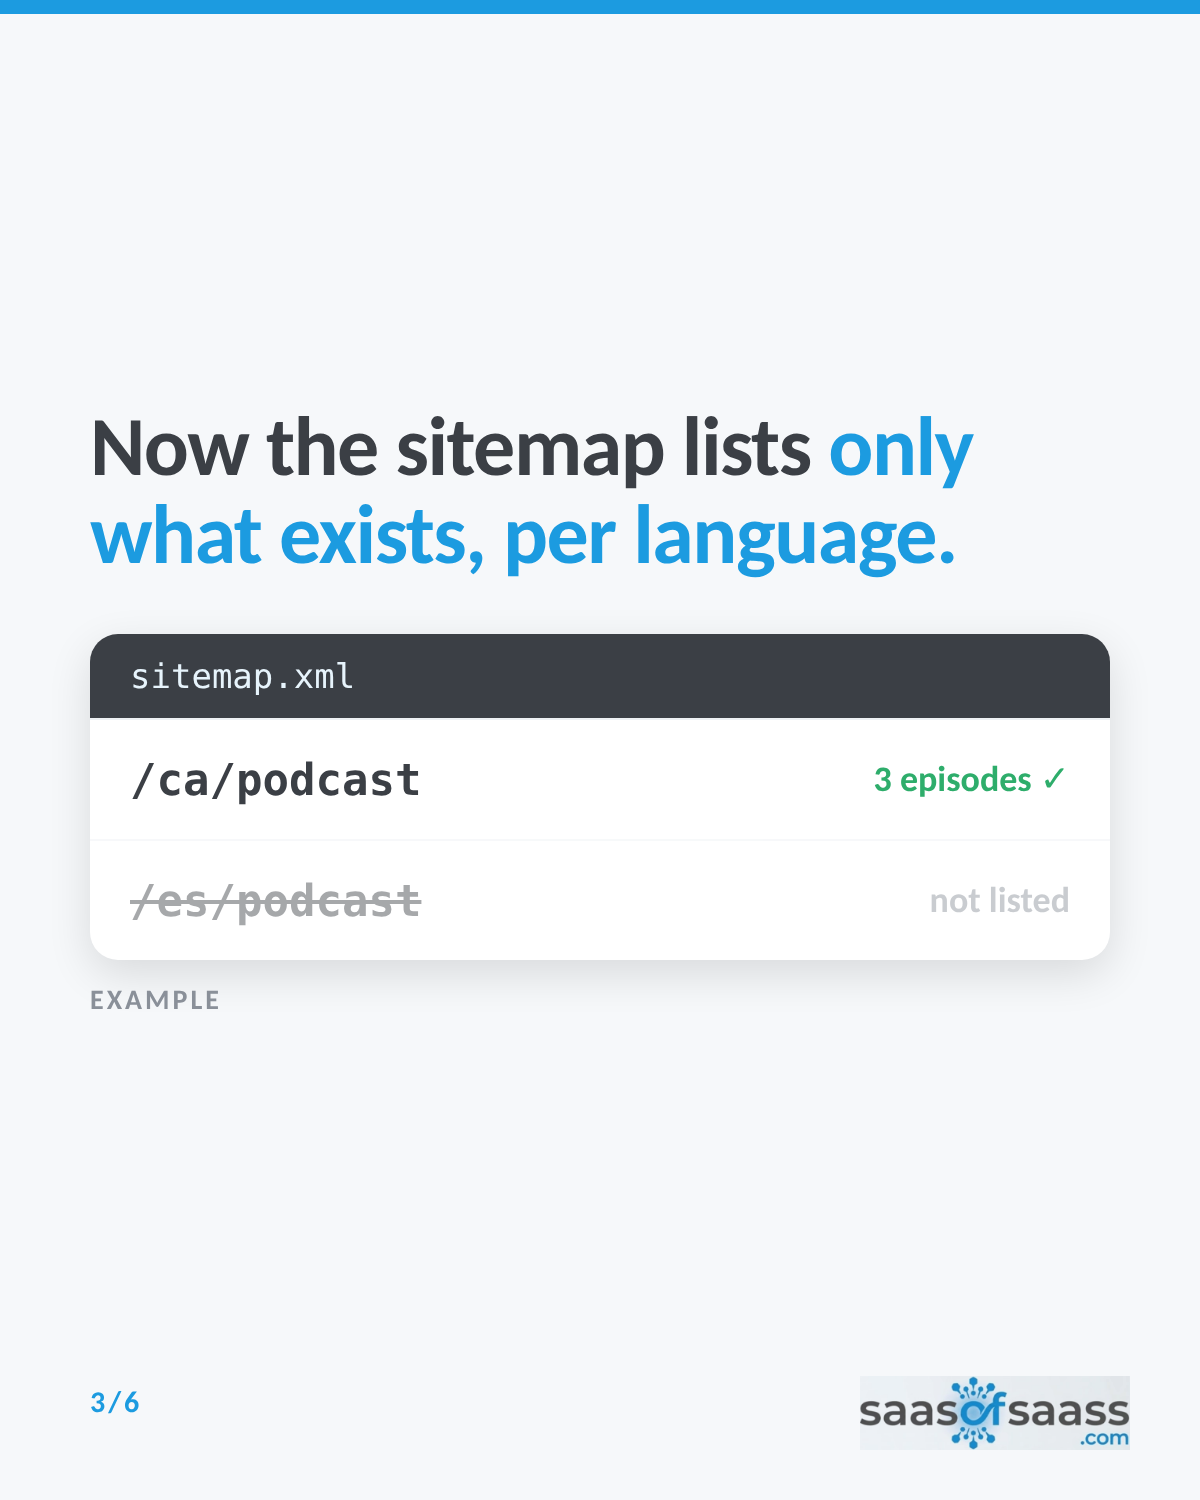 Now the sitemap lists only
what exists, per language.
sitemap.xml
/ca/podcast
3 episodes ✓
/es/podcast
not listed
EXAMPLE
3/6
saasofsaass
.com